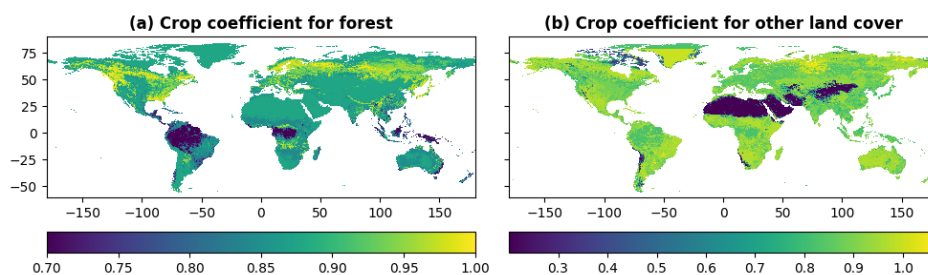 (a) Crop coefficient for forest
(b) Crop coefficient for other land cover
75
50
25
0
−25
−50
−150 −100 −50 0 50 100 150
−150 −100 −50 0 50 100 150
0.70 0.75 0.80 0.85 0.90 0.95 1.00
0.3 0.4 0.5 0.6 0.7 0.8 0.9 1.0